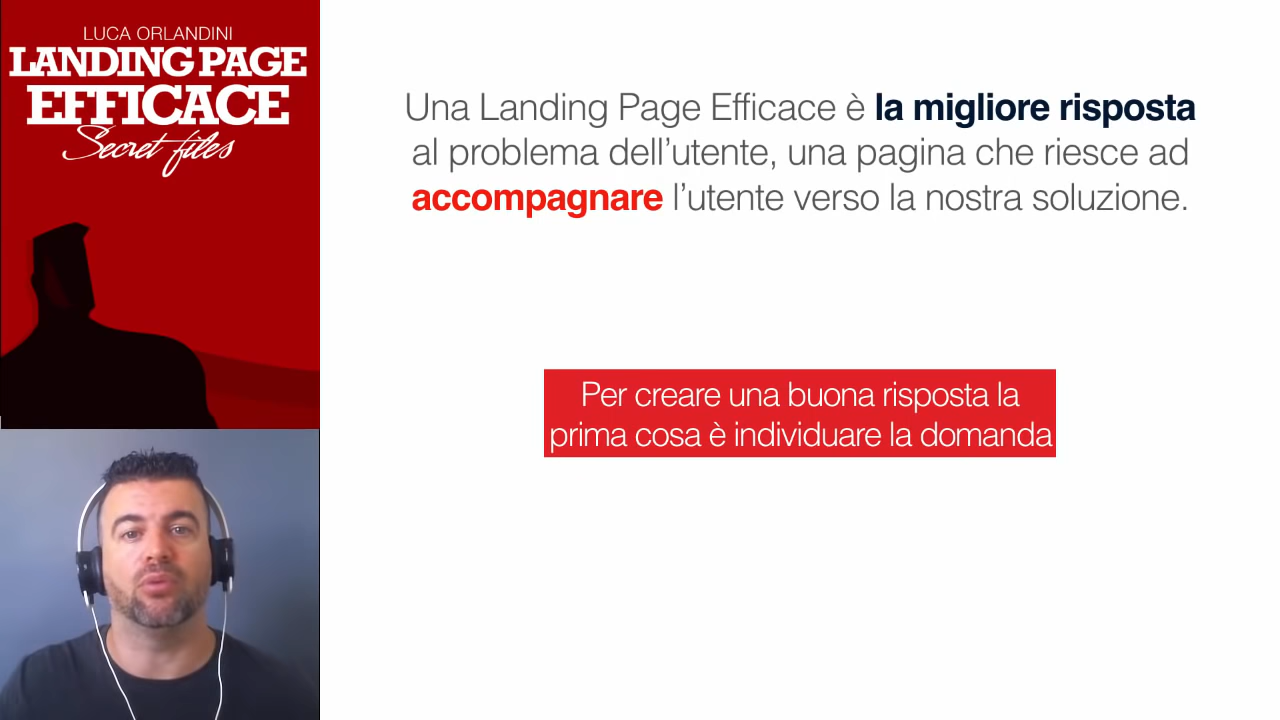 LUCA ORLANDINI
LANDING PAGE
EFFICACE
Secret files
Una Landing Page Efficace è la migliore risposta
al problema dell’utente, una pagina che riesce ad
accompagnare l’utente verso la nostra soluzione.
Per creare una buona risposta la
prima cosa è individuare la domanda